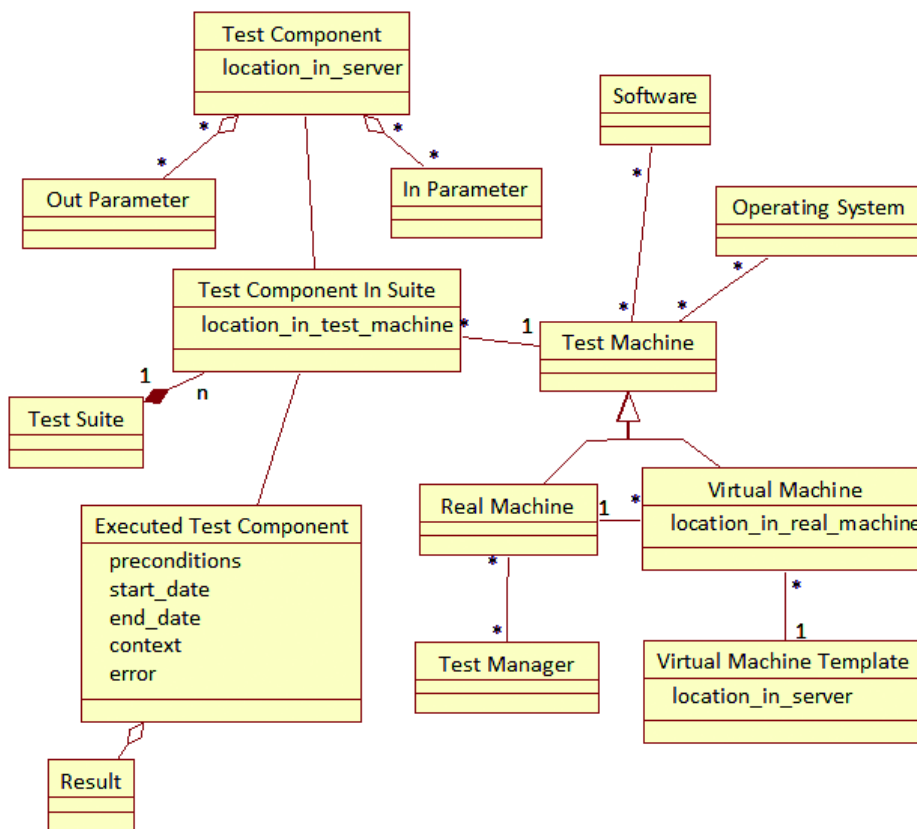 Test Component
location_in_server
Software
*
*
*
*
Out Parameter
In Parameter
*
Operating System
*
Test Component In Suite
location_in_test_machine
*
1
*
*
Test Machine
1
n
Test Suite
Executed Test Component
preconditions
start_date
end_date
context
error
Real Machine
1
*
Virtual Machine
location_in_real_machine
*
*
*
1
Test Manager
Virtual Machine Template
location_in_server
Result